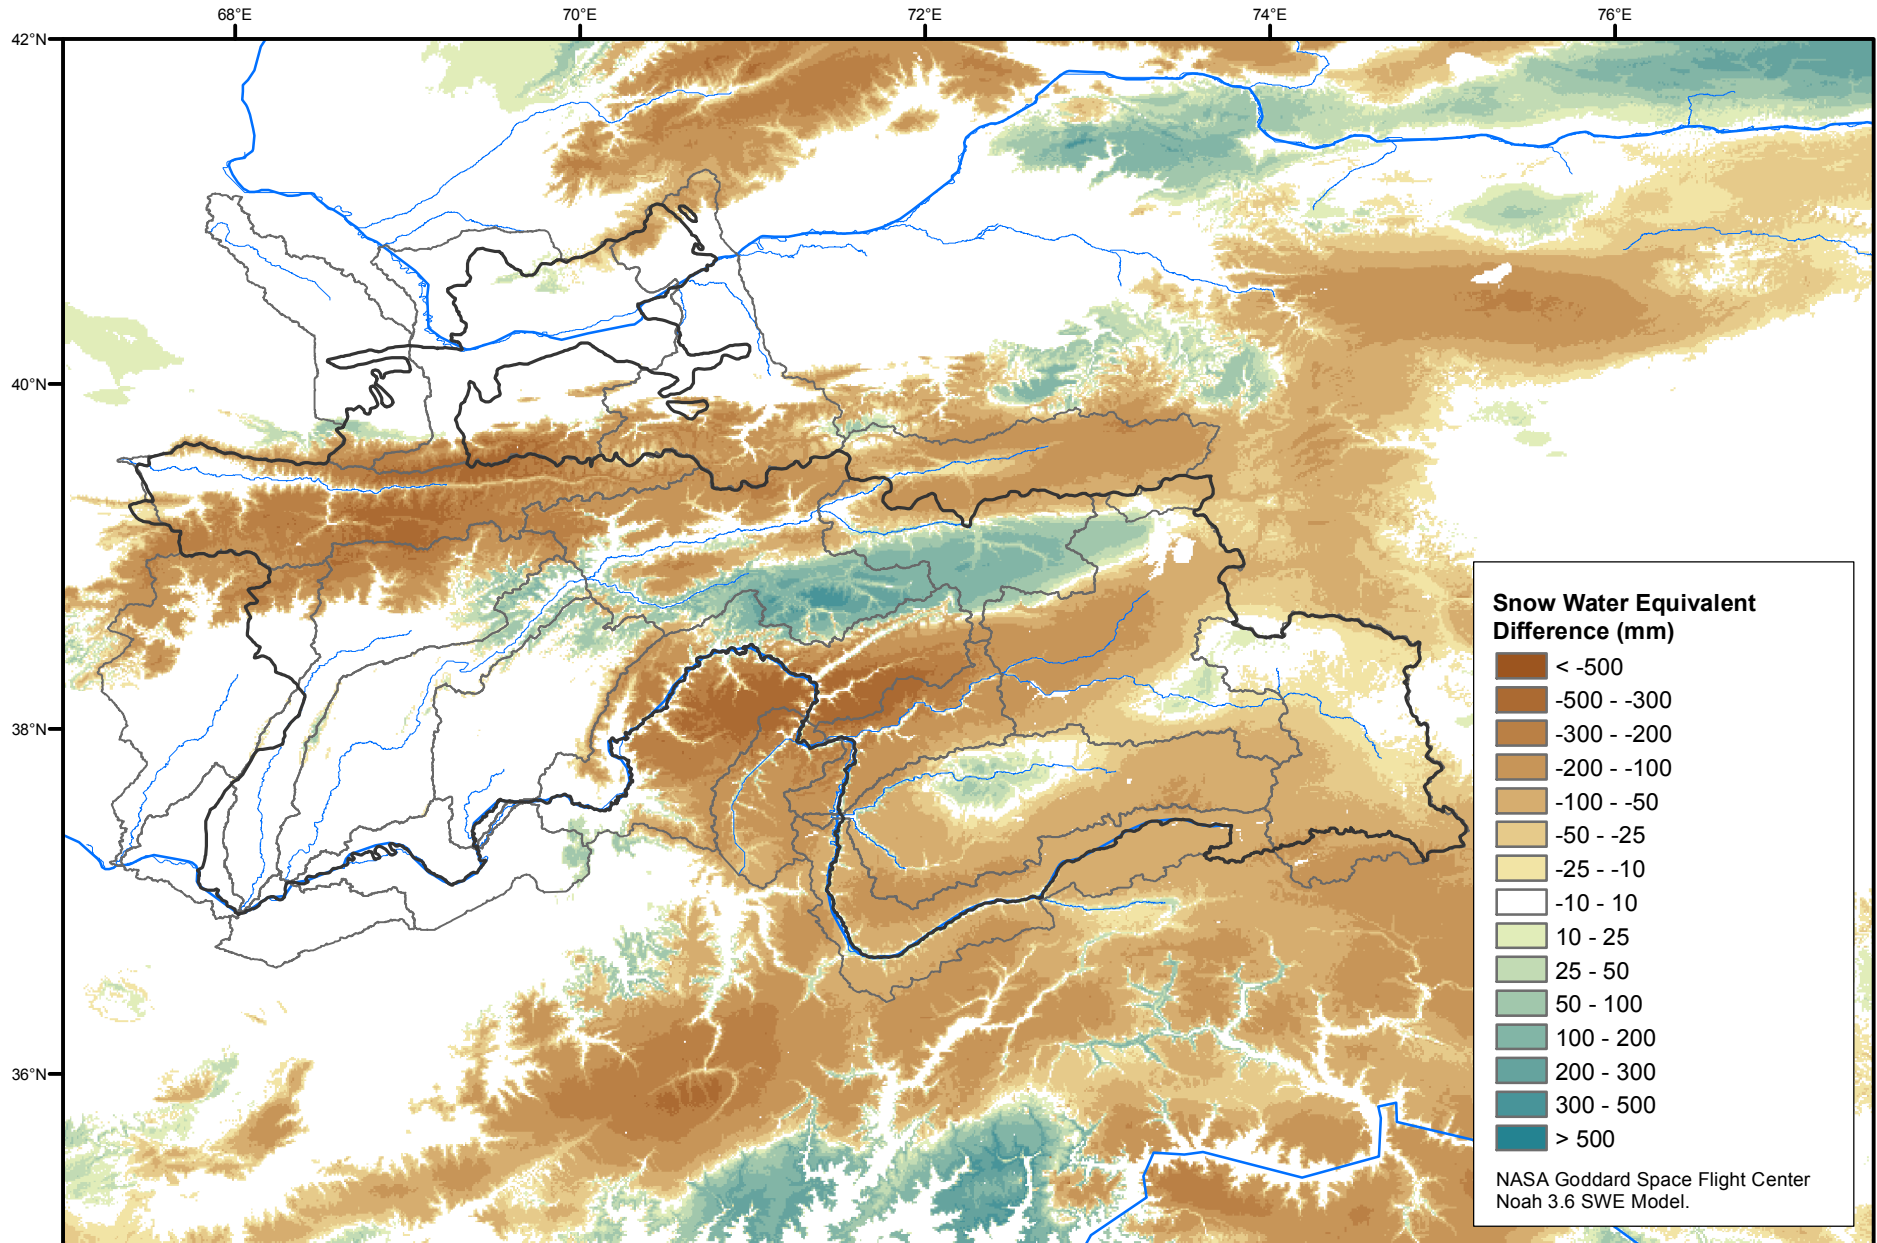 68°E
70°E
72°E
74°E
76°E
42°N
40°N
38°N
36°N
Snow Water Equivalent
Difference (mm)
< -500
-500 - -300
-300 - -200
-200 - -100
-100 - -50
-50 - -25
-25 - -10
-10 - 10
10 - 25
25 - 50
50 - 100
100 - 200
200 - 300
300 - 500
> 500
NASA Goddard Space Flight Center
Noah 3.6 SWE Model.